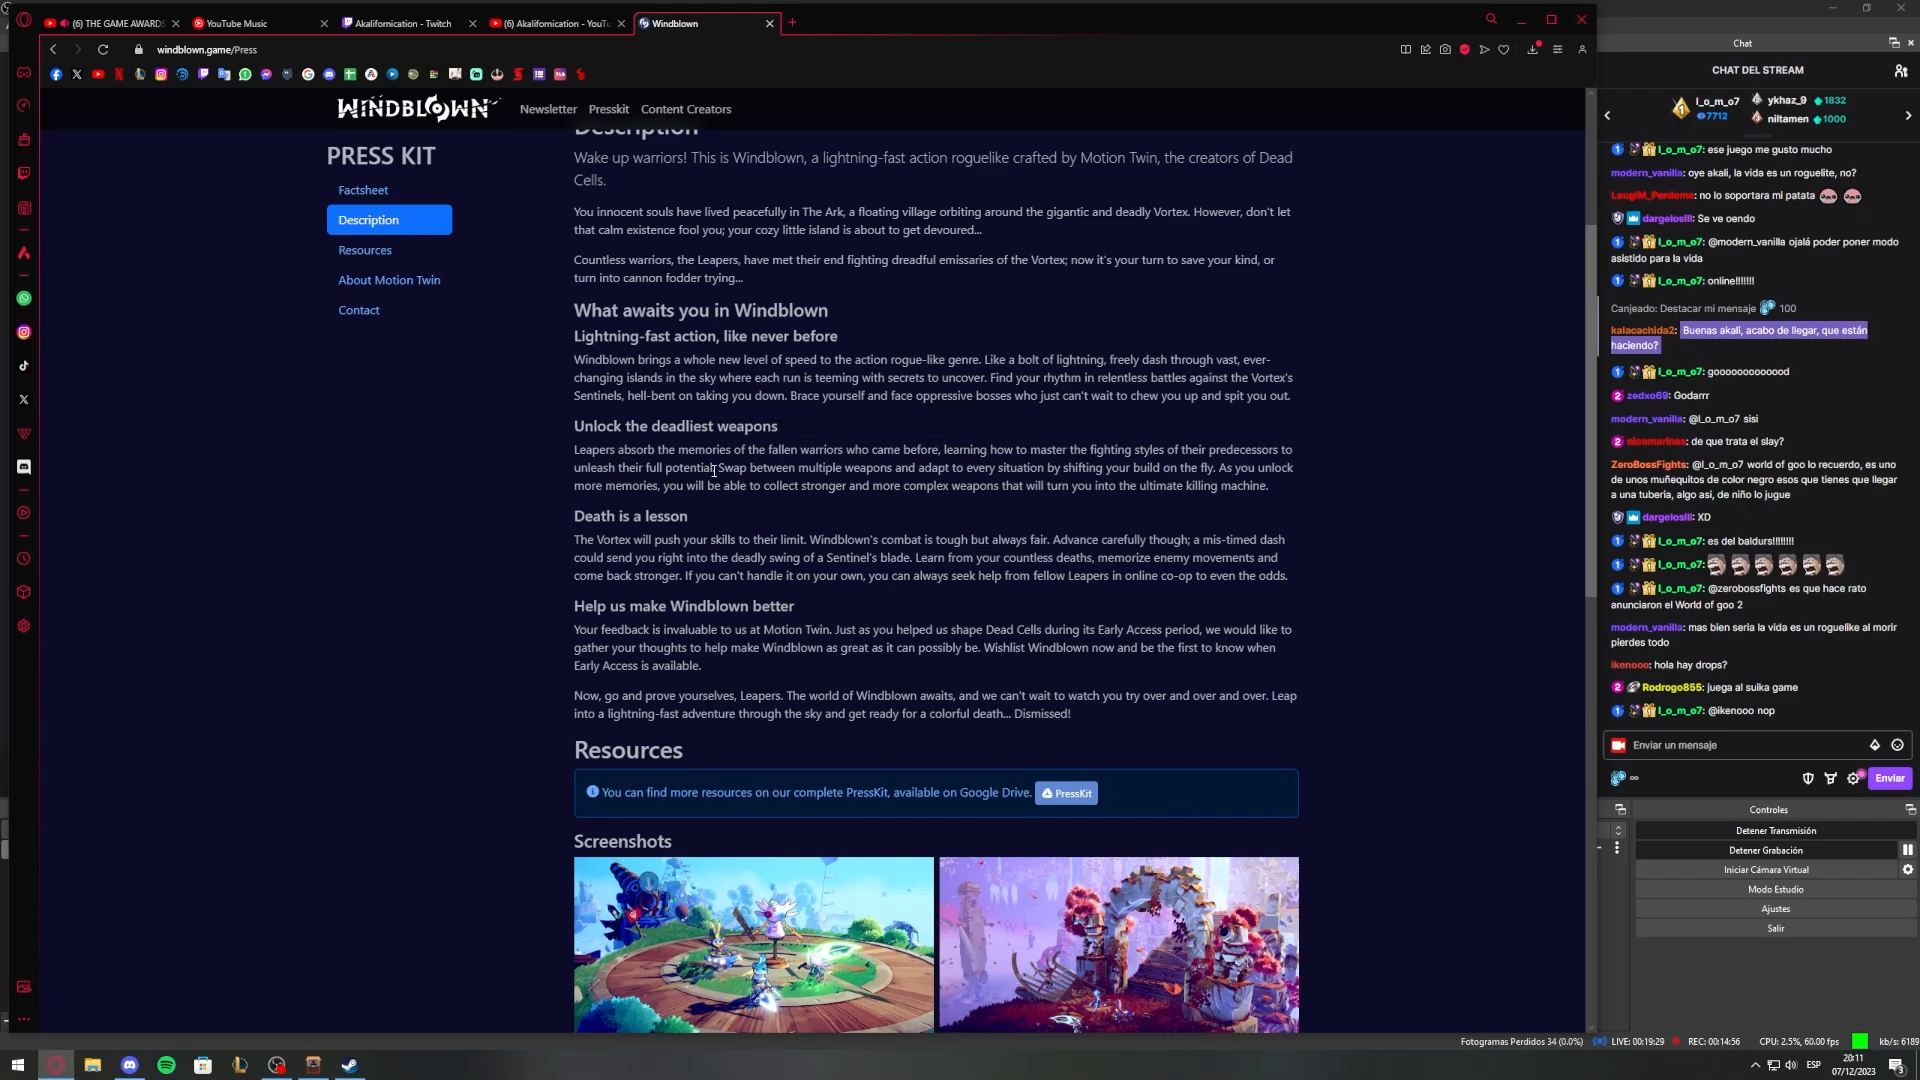 (6) THE GAME AWARDS
YouTube Music
Akalifornication - Twitch
(6) Akalifornication - YouTu
Windblown
windblown.game/Press
WINDBLOWN
Newsletter
Presskit
Content Creators
PRESS KIT
Factsheet
Description
Resources
About Motion Twin
Contact
Description
Wake up warriors! This is Windblown, a lightning-fast action roguelike crafted by Motion Twin, the creators of Dead
Cells.
You innocent souls have lived peacefully in The Ark, a floating village orbiting around the gigantic and deadly Vortex. However, don't let
that calm existence fool you; your cozy little island is about to get devoured...
Countless warriors, the Leapers, have met their end fighting dreadful emissaries of the Vortex; now it's your turn to save your kind, or
turn into cannon fodder trying...
What awaits you in Windblown
Lightning-fast action, like never before
Windblown brings a whole new level of speed to the action rogue-like genre. Like a bolt of lightning, freely dash through vast, ever-
changing islands in the sky where each run is teeming with secrets to uncover. Find your rhythm in relentless battles against the Vortex's
Sentinels, hell-bent on taking you down. Brace yourself and face oppressive bosses who just can't wait to chew you up and spit you out.
Unlock the deadliest weapons
Leapers absorb the memories of the fallen warriors who came before, learning how to master the fighting styles of their predecessors to
unleash their full potential. Swap between multiple weapons and adapt to every situation by shifting your build on the fly. As you unlock
more memories, you will be able to collect stronger and more complex weapons that will turn you into the ultimate killing machine.
Death is a lesson
The Vortex will push your skills to their limit. Windblown's combat is tough but always fair. Advance carefully though; a mis-timed dash
could send you right into the deadly swing of a Sentinel's blade. Learn from your countless deaths, memorize enemy movements and
come back stronger. If you can't handle it on your own, you can always seek help from fellow Leapers in online co-op to even the odds.
Help us make Windblown better
Your feedback is invaluable to us at Motion Twin. Just as you helped us shape Dead Cells during its Early Access period, we would like to
gather your thoughts to help make Windblown as great as it can possibly be. Wishlist Windblown now and be the first to know when
Early Access is available.
Now, go and prove yourselves, Leapers. The world of Windblown awaits, and we can't wait to watch you try over and over and over. Leap
into a lightning-fast adventure through the sky and get ready for a colorful death... Dismissed!
Resources
You can find more resources on our complete PressKit, available on Google Drive.
PressKit
Screenshots
Chat
CHAT DEL STREAM
1
l_o_m_o7
7712
ykhaz_9 1832
niltamen 1000
l_o_m_o7: ese juego me gusto mucho
modern_vanilla: oye akali, la vida es un roguelite, no?
LeugiM_Perdomo: no lo soportara mi patata
dargeloslll: Se ve oendo
l_o_m_o7: @modern_vanilla ojalá poder poner modo
asistido para la vida
l_o_m_o7: online!!!!!!!
Canjeado: Destacar mi mensaje 100
kalacachida2: Buenas akali, acabo de llegar, que están
haciendo?
l_o_m_o7: gooooooooooood
zedxo69: Godarrr
modern_vanilla: @l_o_m_o7 sisi
nicomarines: de que trata el slay?
ZeroBossFights: @l_o_m_o7 world of goo lo recuerdo, es uno
de unos muñequitos de color negro esos que tienes que llegar
a una tuberia, algo asi, de niño lo jugue
dargeloslll: XD
l_o_m_o7: es del baldurs!!!!!!!!
l_o_m_o7:
l_o_m_o7: @zerobossfights es que hace rato
anunciaron el World of goo 2
modern_vanilla: mas bien seria la vida es un roguelike al morir
pierdes todo
ikenooo: hola hay drops?
Rodrogo855: juega al suika game
l_o_m_o7: @ikenooo nop
Enviar un mensaje
Enviar
Controles
Detener Transmisión
Detener Grabación
Iniciar Cámara Virtual
Modo Estudio
Ajustes
Salir
Fotogramas Perdidos 34 (0.0%)
LIVE: 00:19:29
REC: 00:14:56
CPU: 2.5%, 60.00 fps
kb/s: 6189
ESP
20:11
07/12/2023